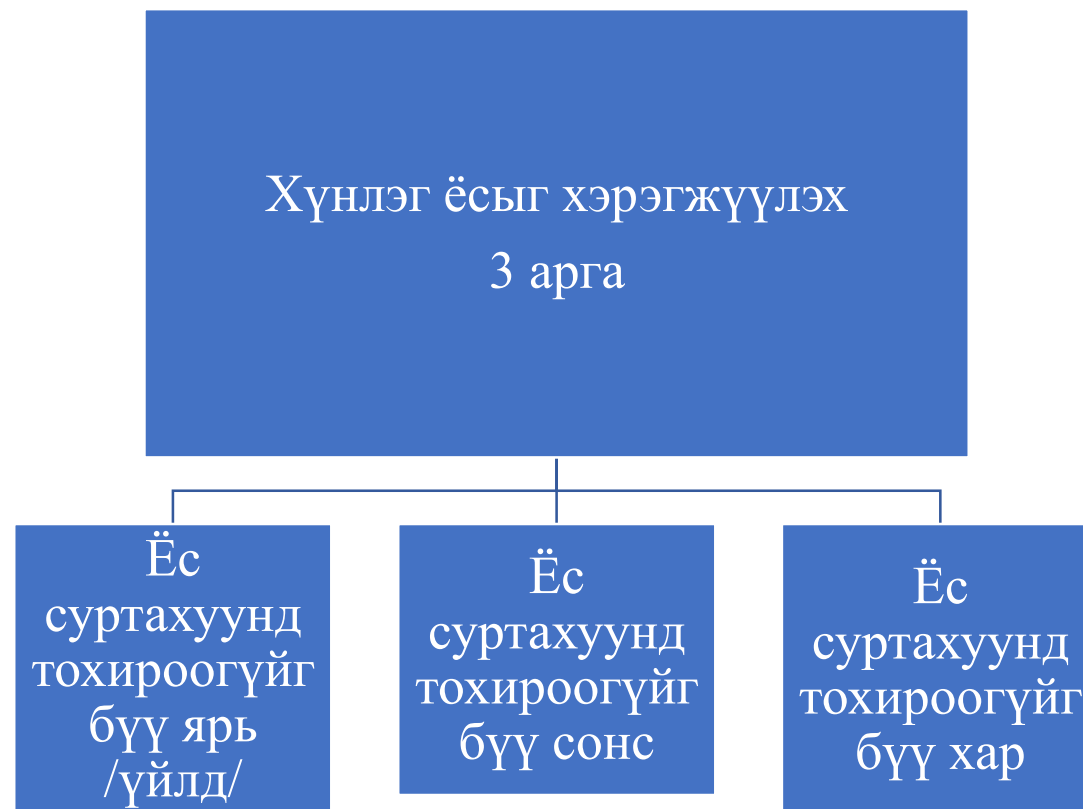 Хүнлэг ёсыг хэрэгжүүлэх
3 арга
Ёс
суртахуунд
тохироогүйг
бүү ярь
/үйлд/
Ёс
суртахуунд
тохироогүйг
бүү сонс
Ёс
суртахуунд
тохироогүйг
бүү хар